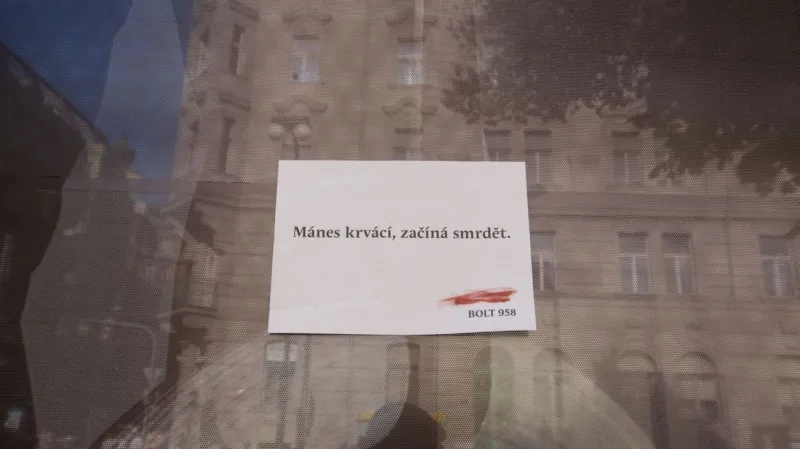 Mánes krvácí, začíná smrdět.
BOLT 958